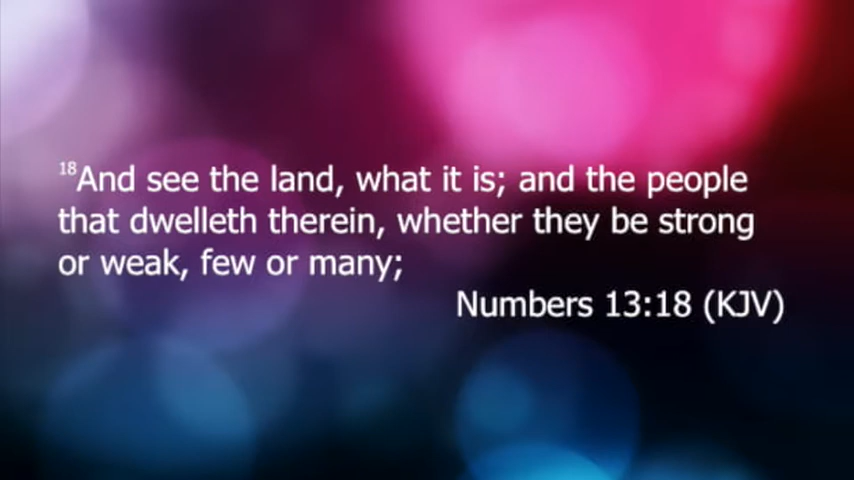 18And see the land, what it is; and the people
that dwelleth therein, whether they be strong
or weak, few or many;
Numbers 13:18 (KJV)